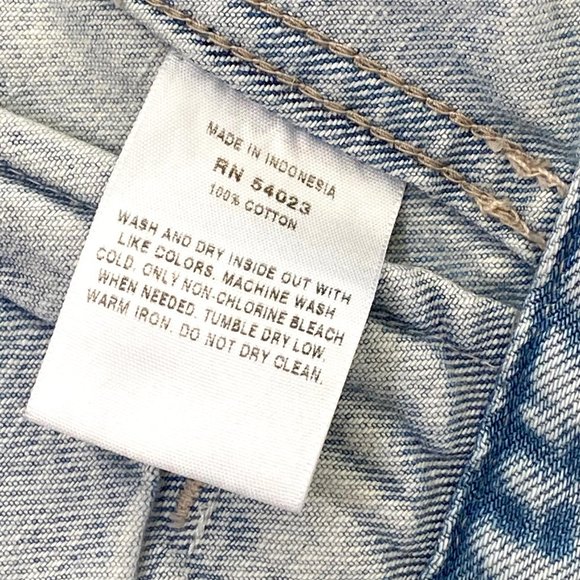 MADE IN INDONESIA
RN 54023
100% COTTON
WASH AND DRY INSIDE OUT WITH
LIKE COLORS. MACHINE WASH
COLD. ONLY NON-CHLORINE BLEACH
WHEN NEEDED. TUMBLE DRY LOW.
WARM IRON. DO NOT DRY CLEAN.